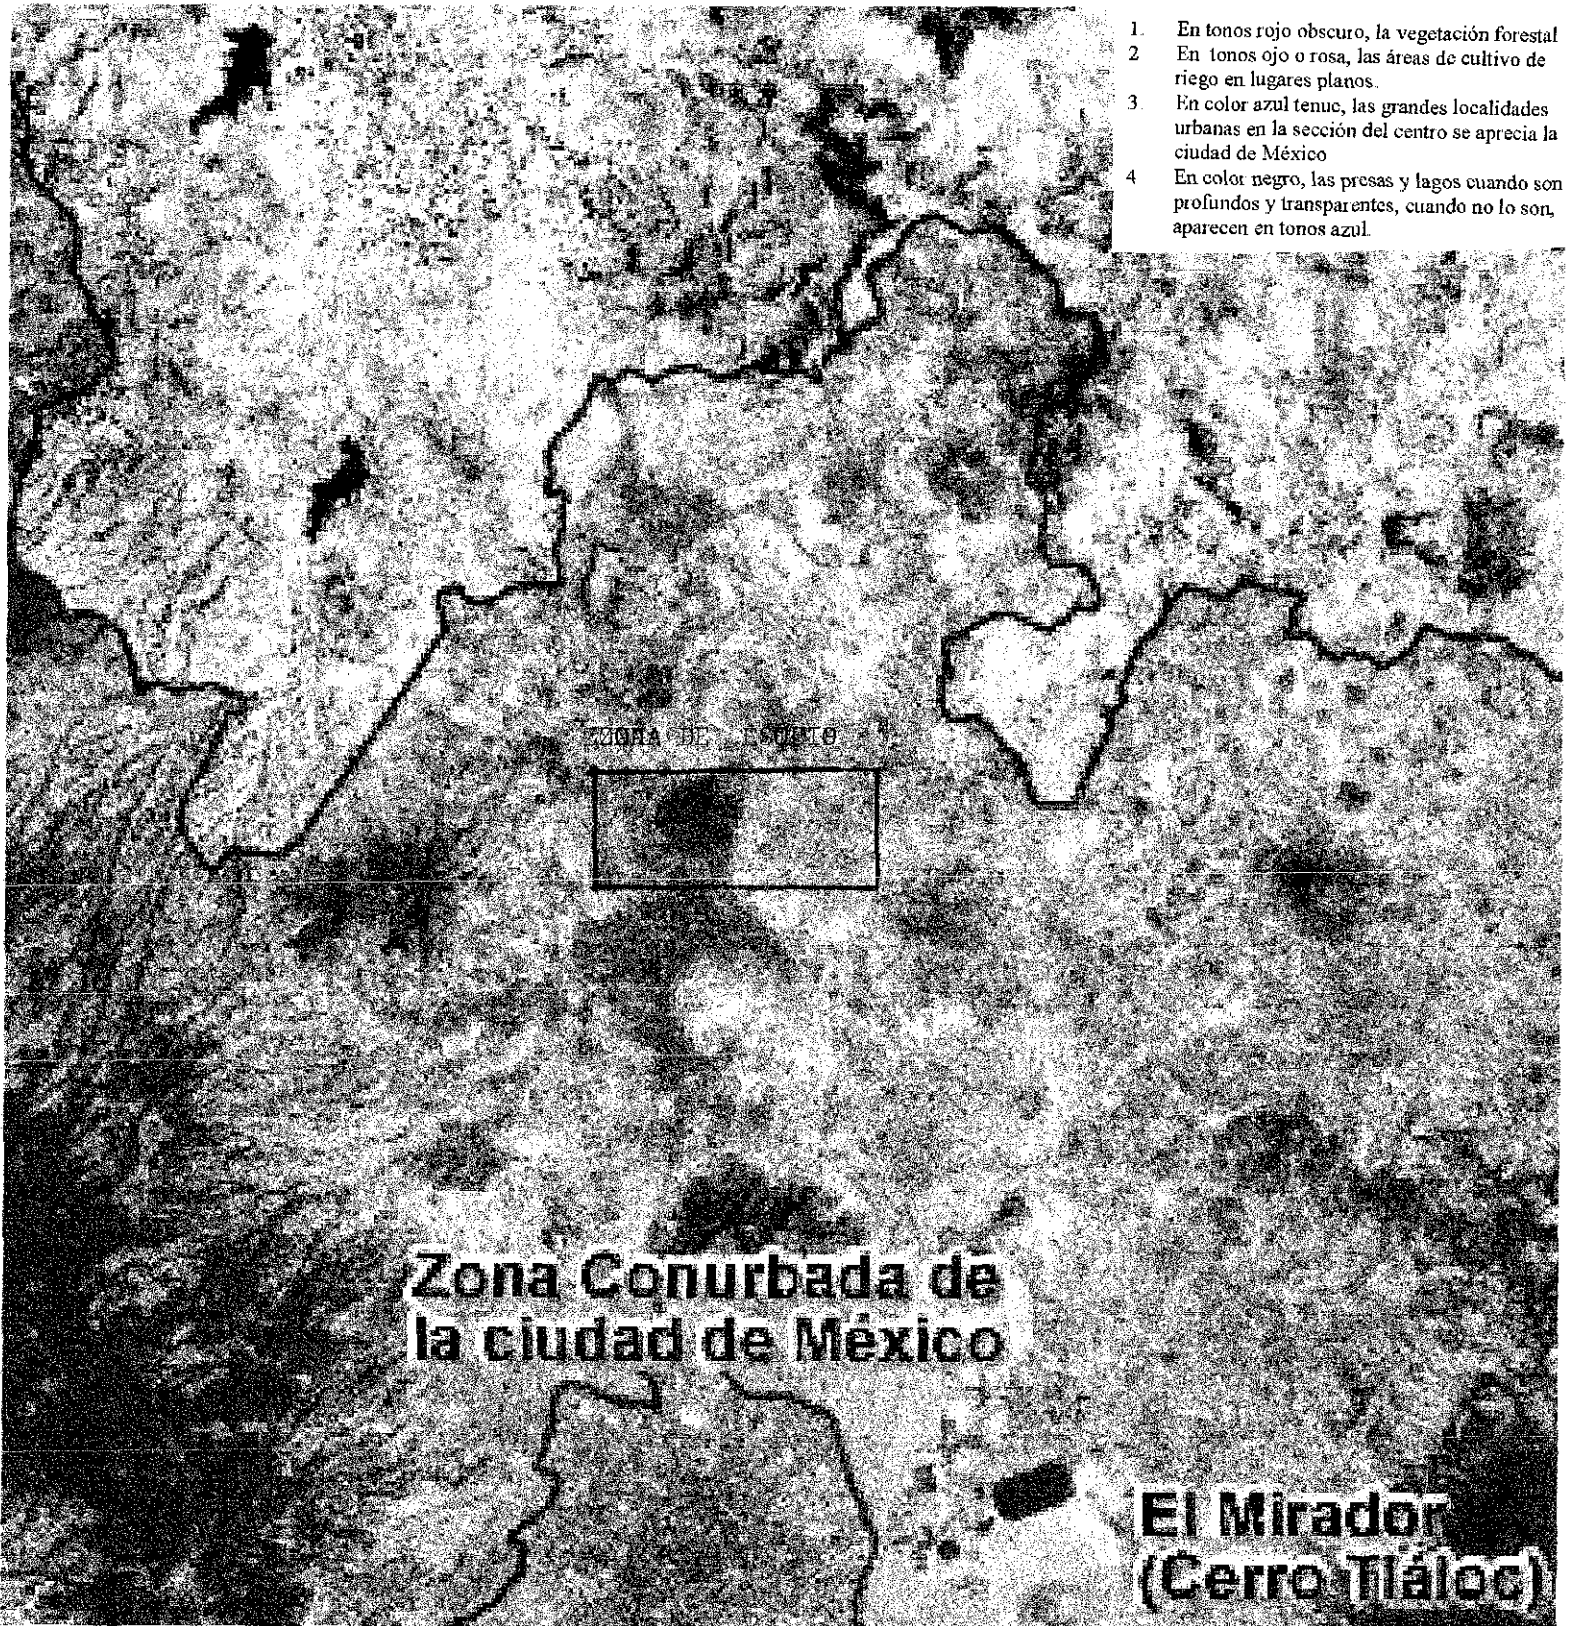 1. En tonos rojo obscuro, la vegetación forestal
2 En tonos ojo o rosa, las áreas de cultivo de
riego en lugares planos.
3. En color azul tenue, las grandes localidades
urbanas en la sección del centro se aprecia la
ciudad de México
4 En color negro, las presas y lagos cuando son
profundos y transparentes, cuando no lo son,
aparecen en tonos azul.
DE
Zona Conurbada de
la ciudad de México
El Mirador
(Cerro Tláloc)